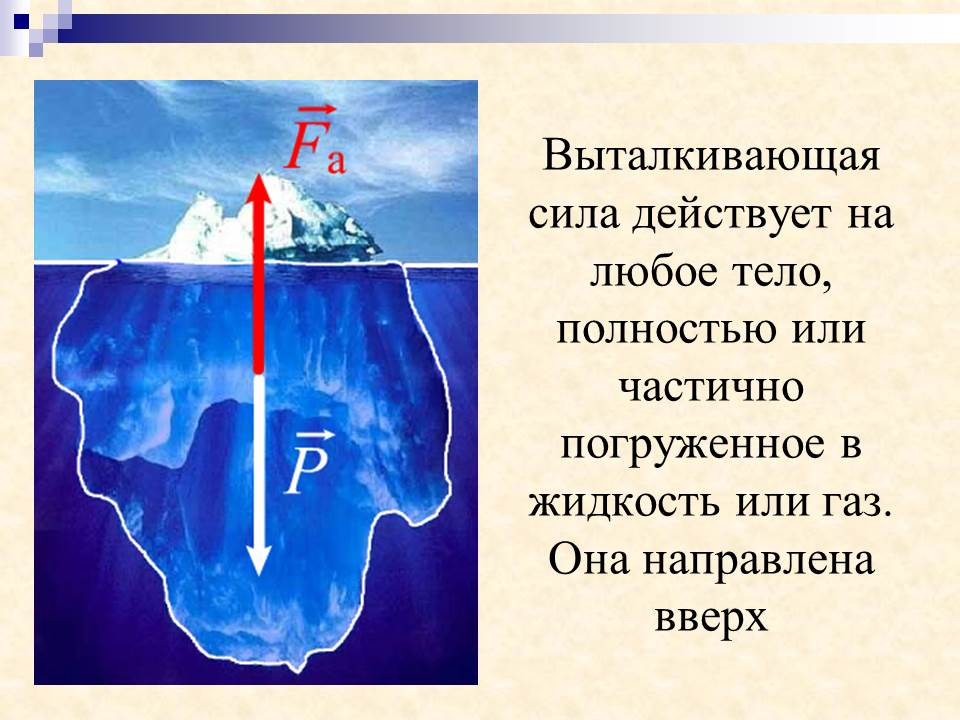 F⃗а
P⃗
Выталкивающая
сила действует на
любое тело,
полностью или
частично
погруженное в
жидкость или газ.
Она направлена
вверх